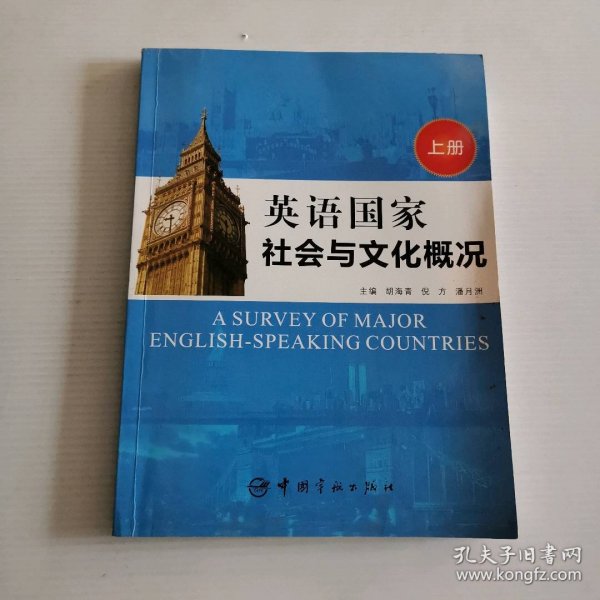 上册
英语国家
社会与文化概况
主编 胡海青 倪方 潘月洲
A SURVEY OF MAJOR
ENGLISH-SPEAKING COUNTRIES
中国宇航出版社
孔夫子旧书网
www.kongfz.com